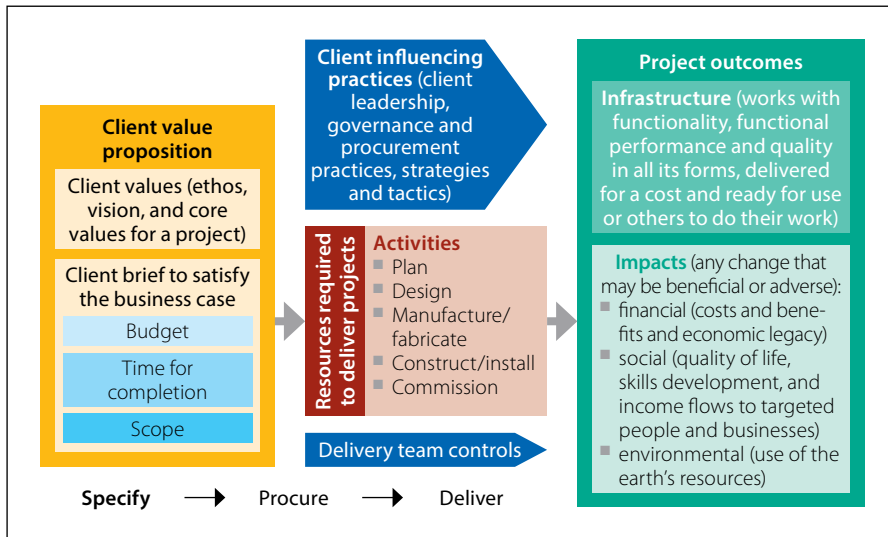 Client value
proposition
Client values (ethos,
vision, and core
values for a project)
Client brief to satisfy
the business case
Budget
Time for
completion
Scope
Client influencing
practices (client
leadership,
governance and
procurement
practices, strategies
and tactics)
Resources required
to deliver projects
Activities
■ Plan
■ Design
■ Manufacture/
fabricate
■ Construct/install
■ Commission
Delivery team controls
Project outcomes
Infrastructure (works with
functionality, functional
performance and quality
in all its forms, delivered
for a cost and ready for use
or others to do their work)
Impacts (any change that
may be beneficial or adverse):
■ financial (costs and bene-
fits and economic legacy)
■ social (quality of life,
skills development, and
income flows to targeted
people and businesses)
■ environmental (use of the
earth's resources)
Specify → Procure → Deliver